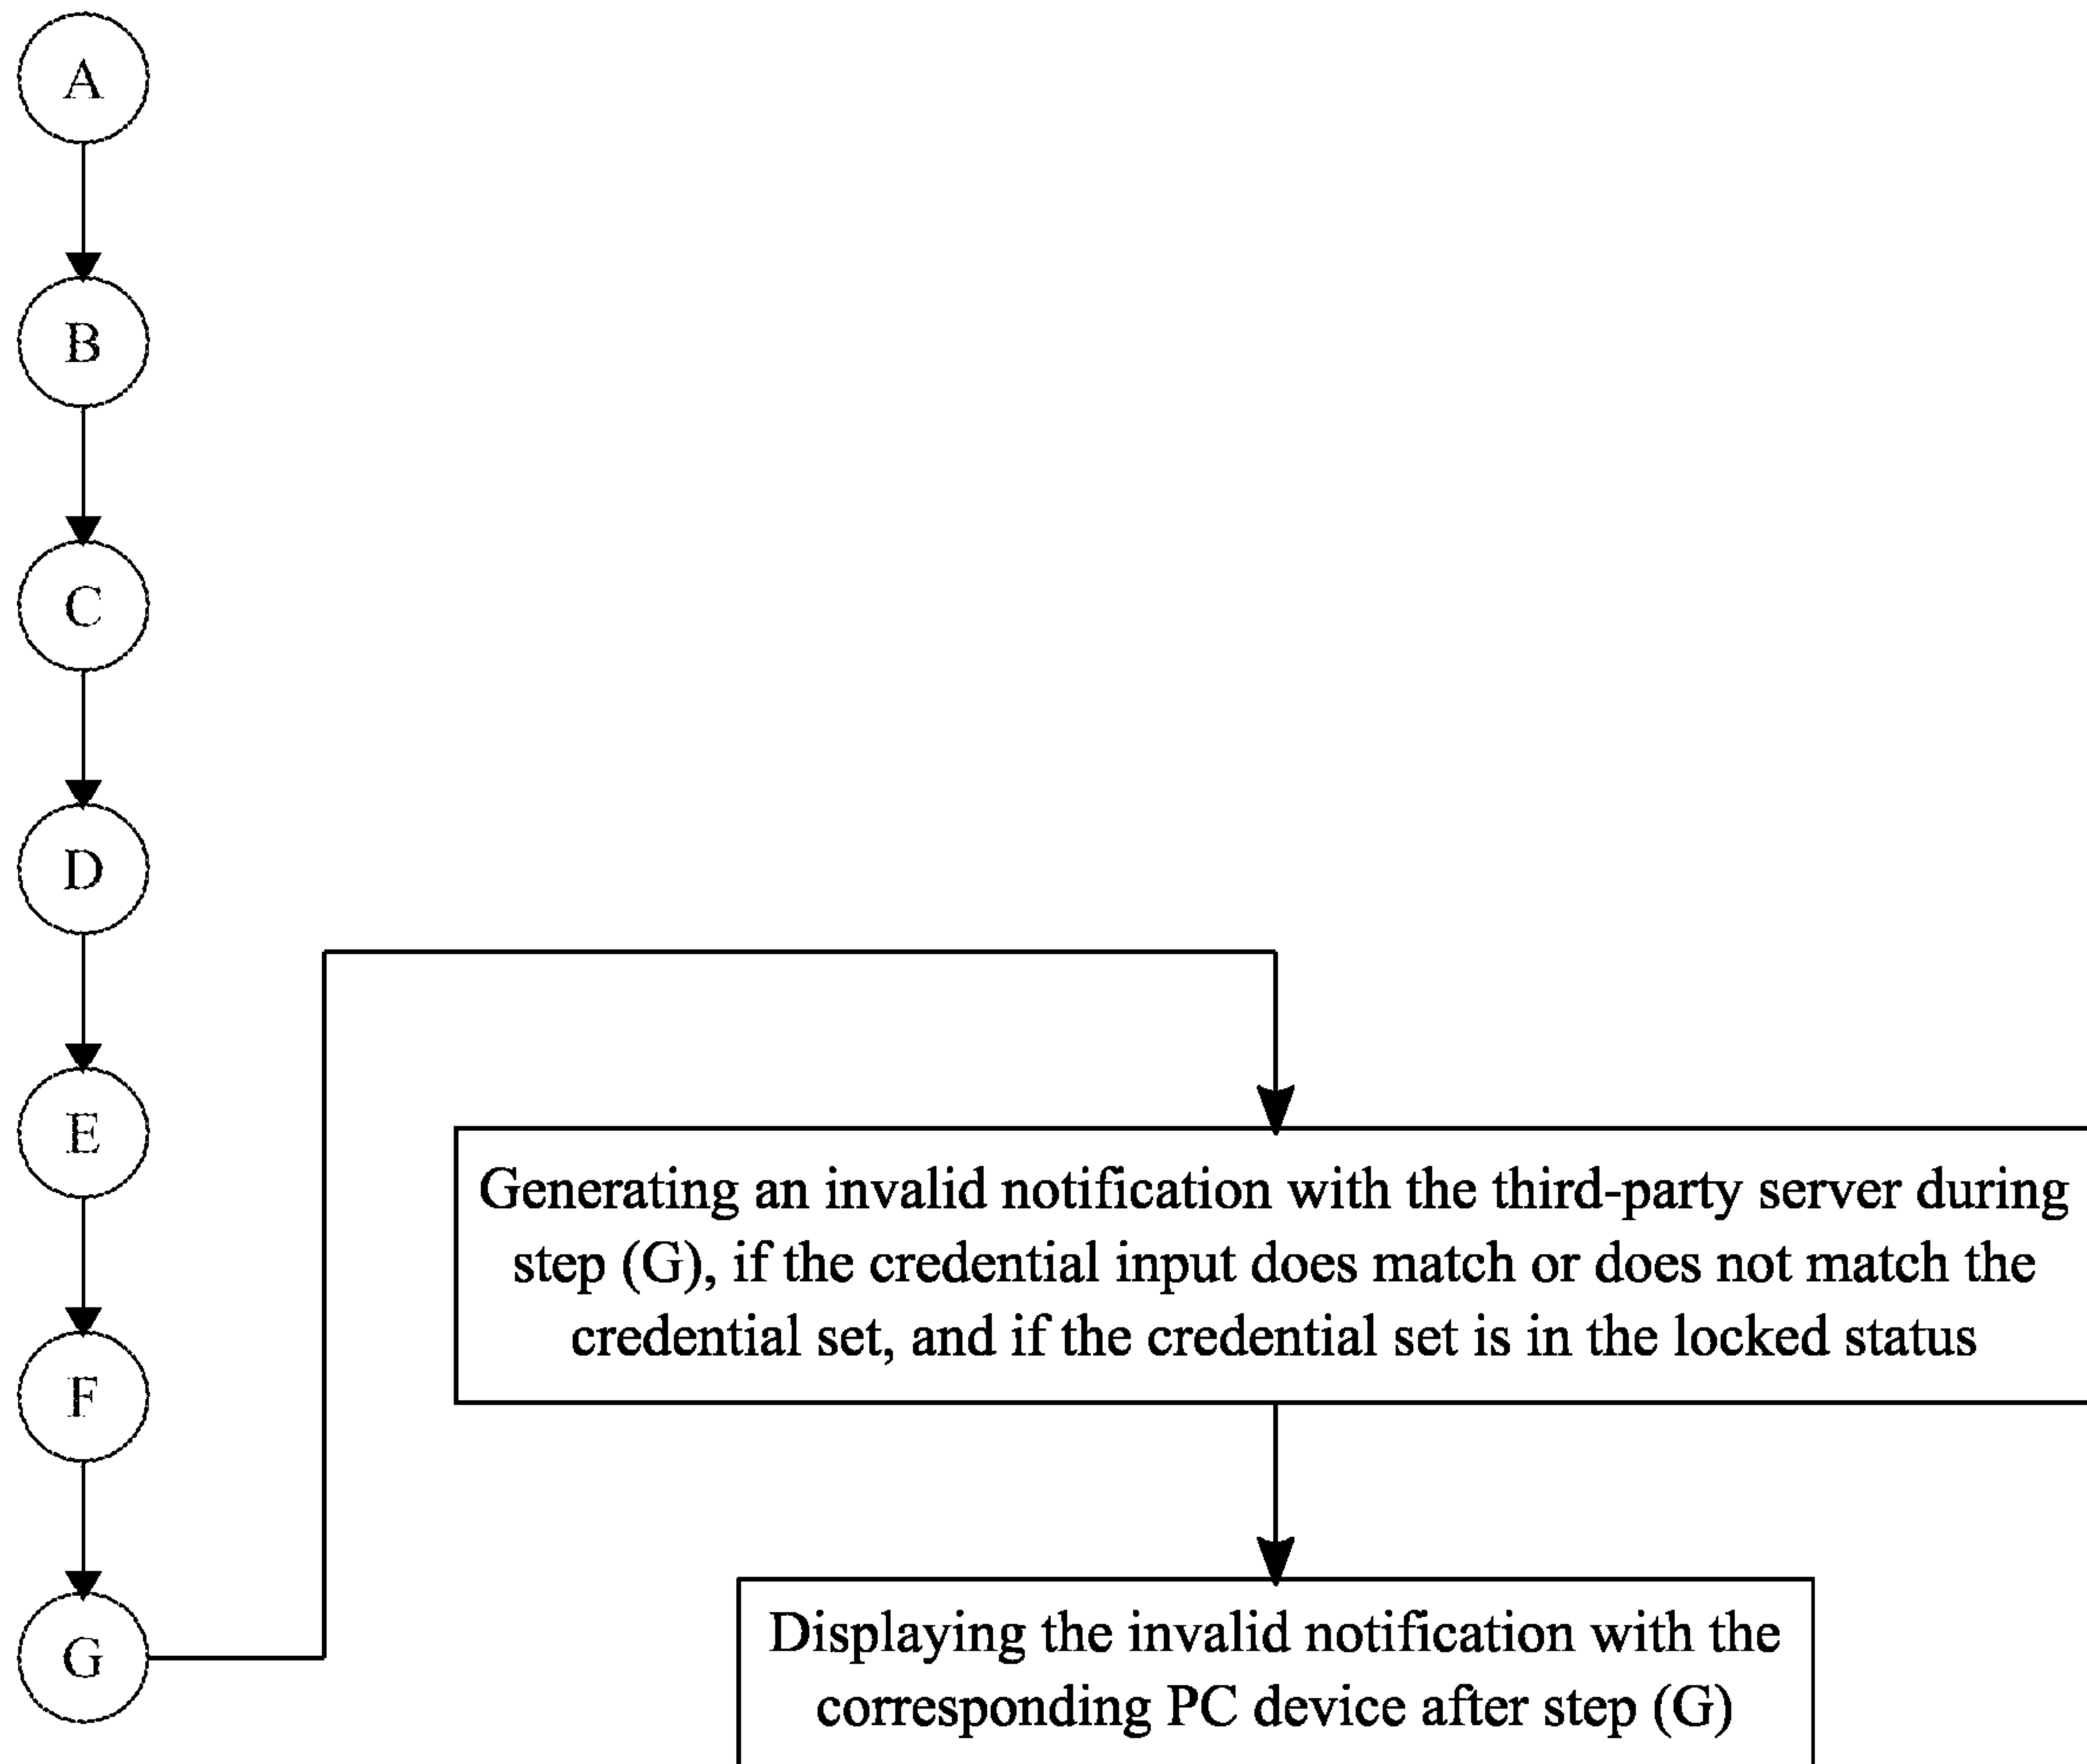 A
B
C
D
E
F
G
Generating an invalid notification with the third-party server during
step (G), if the credential input does match or does not match the
credential set, and if the credential set is in the locked status
Displaying the invalid notification with the
corresponding PC device after step (G)